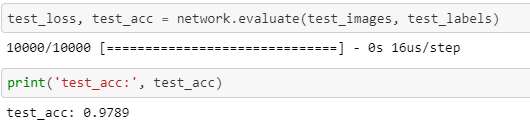 test_loss, test_acc = network.evaluate(test_images, test_labels)
10000/10000 [==============================] - 0s 16us/step
print('test_acc:', test_acc)
test_acc: 0.9789